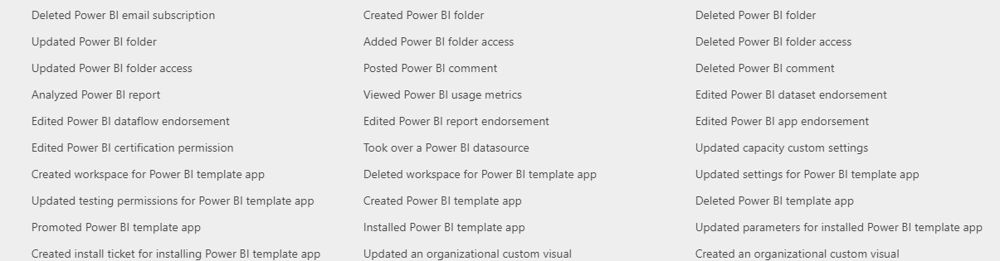 Deleted Power BI email subscription
Created Power BI folder
Deleted Power BI folder
Updated Power BI folder
Added Power BI folder access
Deleted Power BI folder access
Updated Power BI folder access
Posted Power BI comment
Deleted Power BI comment
Analyzed Power BI report
Viewed Power BI usage metrics
Edited Power BI dataset endorsement
Edited Power BI dataflow endorsement
Edited Power BI report endorsement
Edited Power BI app endorsement
Edited Power BI certification permission
Took over a Power BI datasource
Updated capacity custom settings
Created workspace for Power BI template app
Deleted workspace for Power BI template app
Updated settings for Power BI template app
Updated testing permissions for Power BI template app
Created Power BI template app
Deleted Power BI template app
Promoted Power BI template app
Installed Power BI template app
Updated parameters for installed Power BI template app
Created install ticket for installing Power BI template app
Updated an organizational custom visual
Created an organizational custom visual